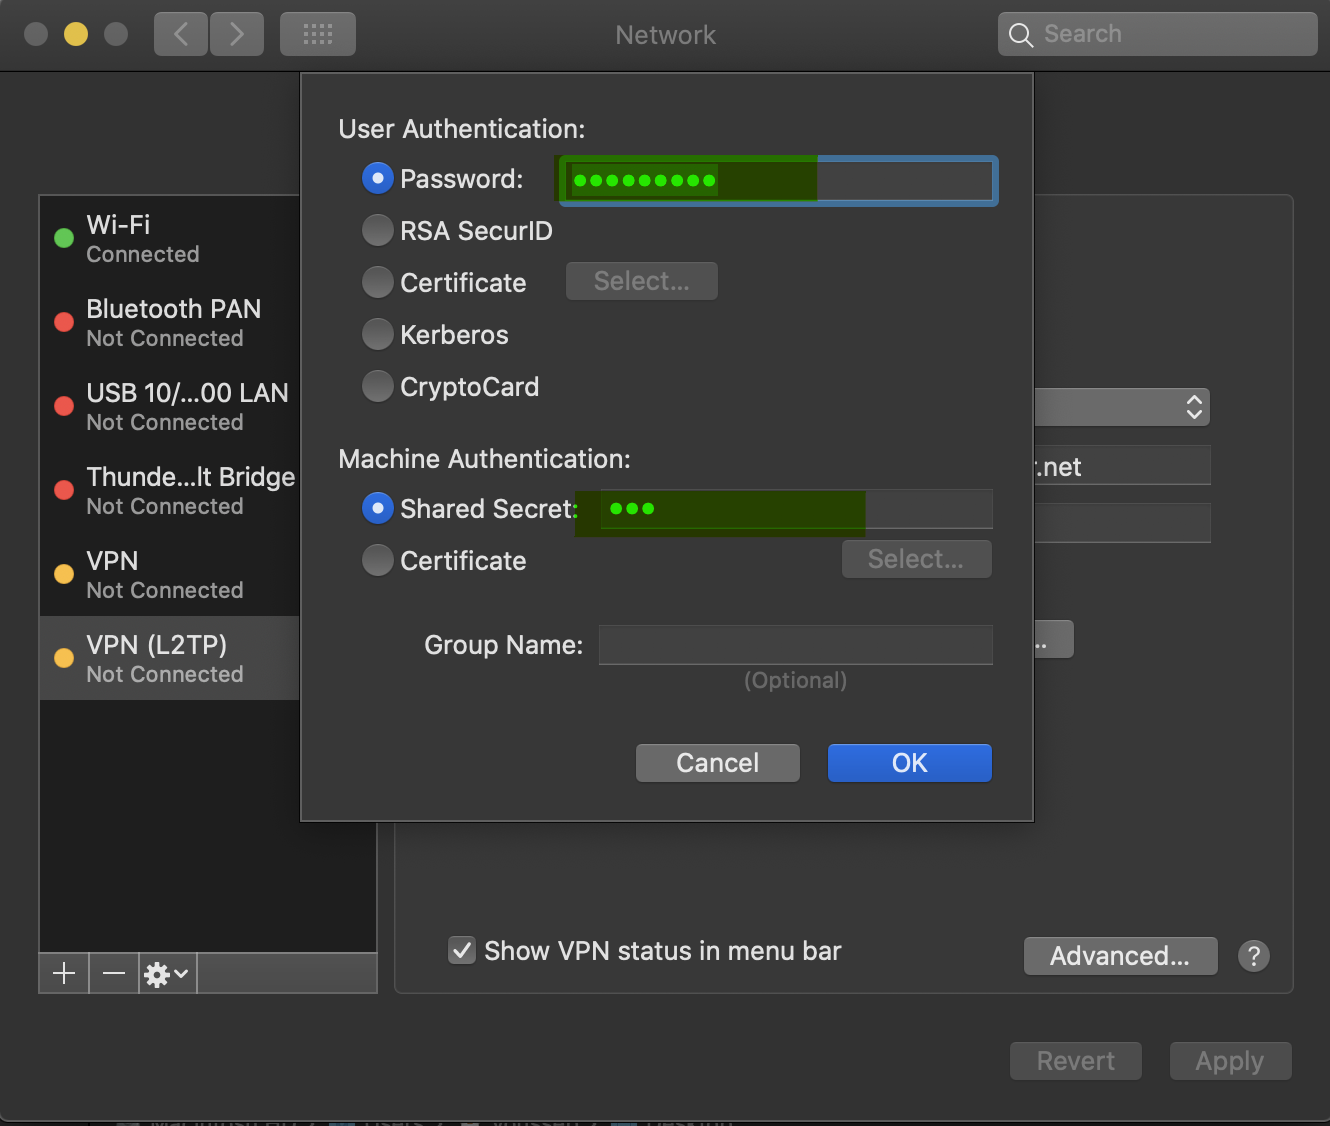 Network
Search
User Authentication:
Password: •••••••••
RSA SecurID
Certificate Select...
Kerberos
CryptoCard
Machine Authentication:
Shared Secret: •••
Certificate Select...
Group Name:
(Optional)
Cancel OK
Wi-Fi
Connected
Bluetooth PAN
Not Connected
USB 10/...00 LAN
Not Connected
Thunde...lt Bridge
Not Connected
VPN
Not Connected
VPN (L2TP)
Not Connected
.net
..
Show VPN status in menu bar
Advanced... ?
Revert Apply